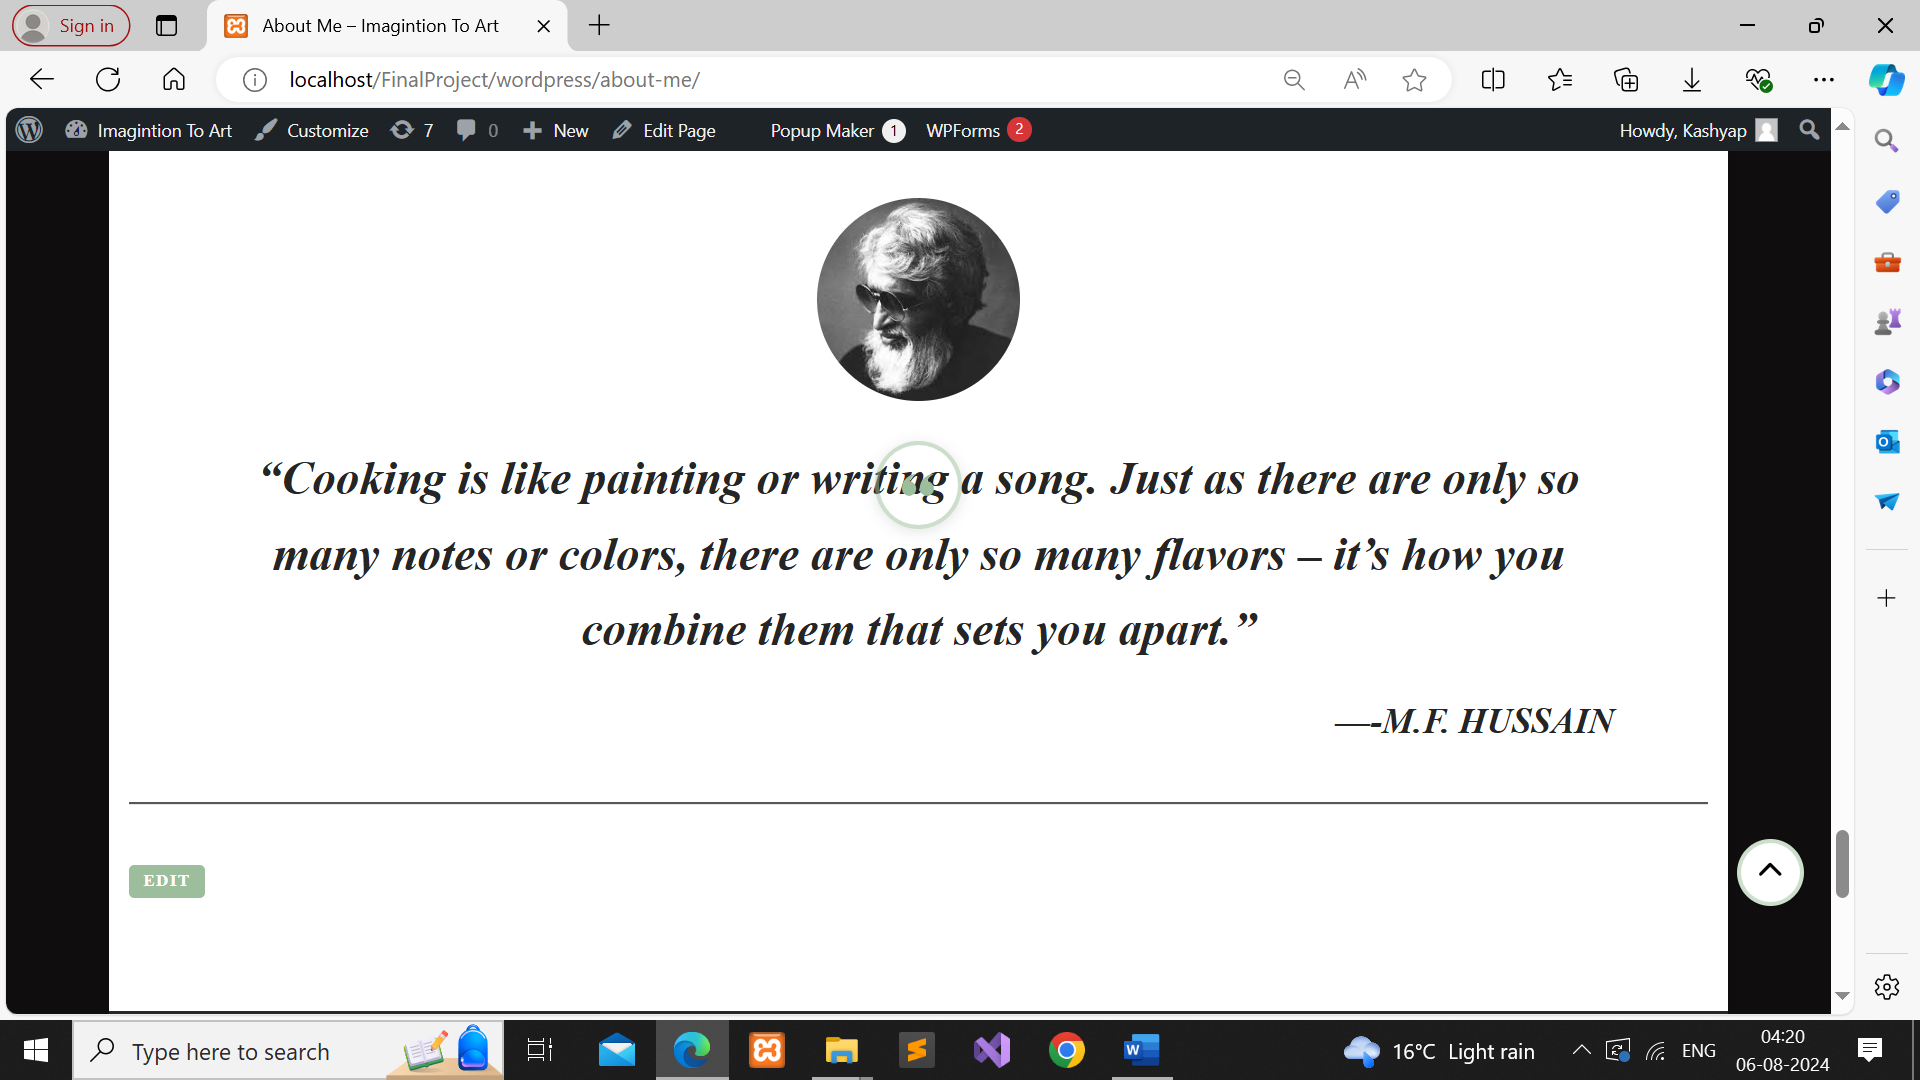 Sign in
About Me – Imagintion To Art
localhost/FinalProject/wordpress/about-me/
Imagintion To Art Customize 7 0 New Edit Page Popup Maker 1 WPForms 2 Howdy, Kashyap
“Cooking is like painting or writing a song. Just as there are only so
many notes or colors, there are only so many flavors – it’s how you
combine them that sets you apart.”
—-M.F. HUSSAIN
EDIT
Type here to search
16°C Light rain
ENG
04:20
06-08-2024